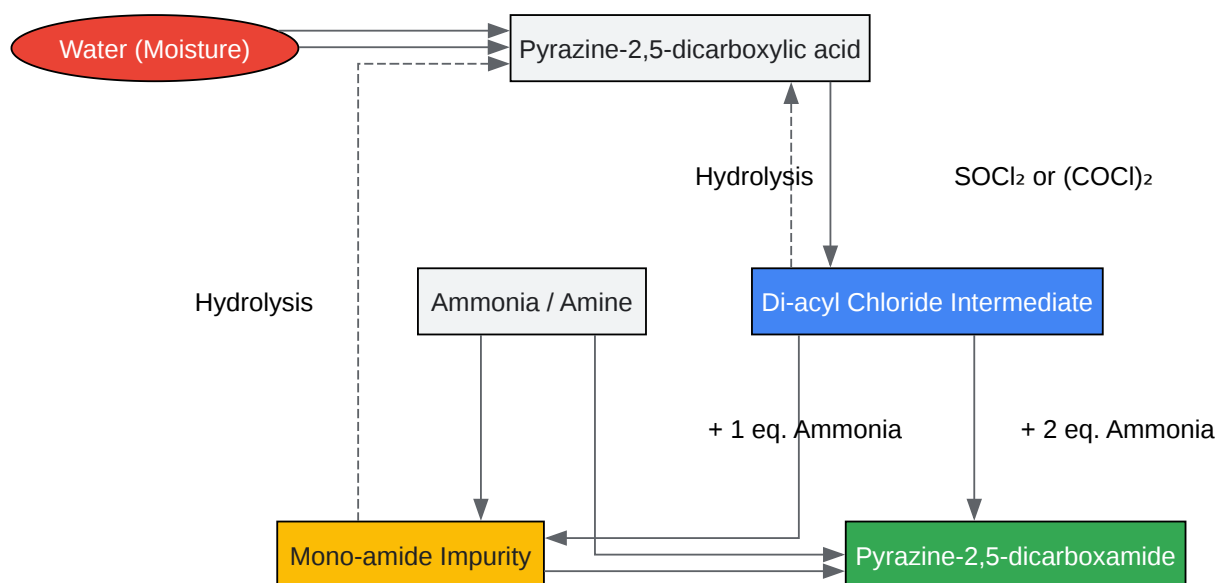 Water (Moisture)
Pyrazine-2,5-dicarboxylic acid
Hydrolysis
SOCl₂ or (COCl)₂
Hydrolysis
Ammonia / Amine
Di-acyl Chloride Intermediate
+ 1 eq. Ammonia
+ 2 eq. Ammonia
Mono-amide Impurity
Pyrazine-2,5-dicarboxamide